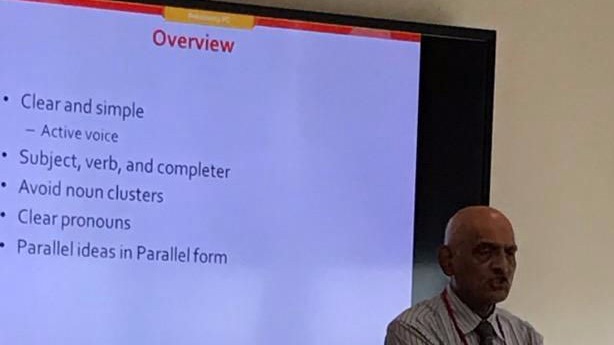 Overview
• Clear and simple
– Active voice
• Subject, verb, and completer
• Avoid noun clusters
• Clear pronouns
• Parallel ideas in Parallel form